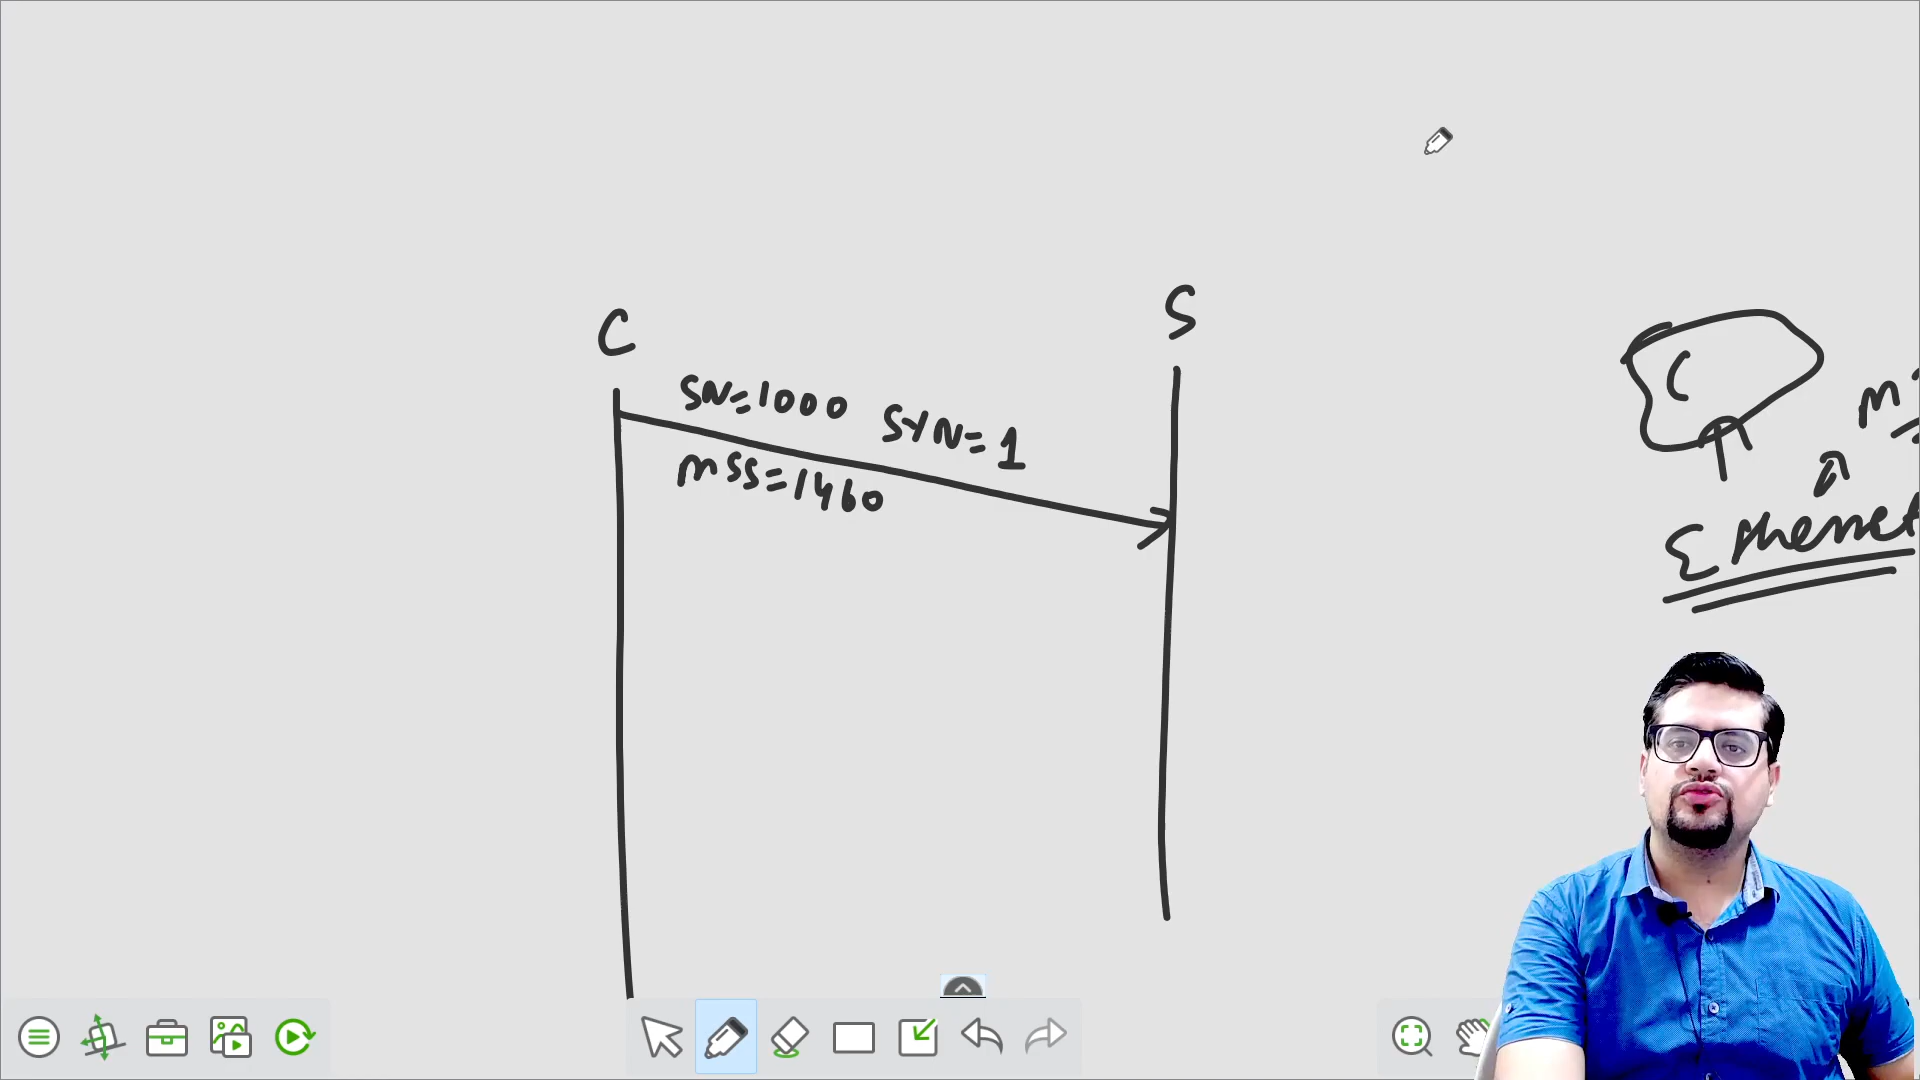 C
S
SN=1000 SYN=1
MSS=1460
C
Ethernet